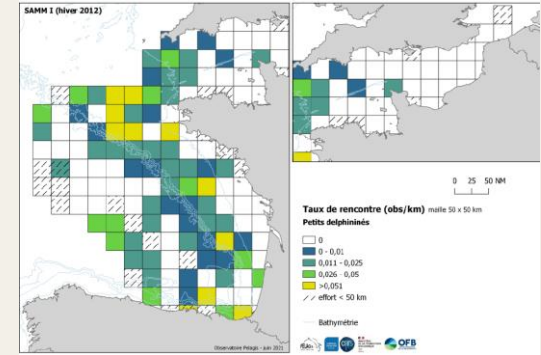 SAMM I (hiver 2012)
0 25 50 NM
Taux de rencontre (obs/km) maille 50 x 50 km
Petits delphininés
0
0 - 0,01
0,011 - 0,025
0,026 - 0,05
>0,051
effort < 50 km
Bathymétrie
Observatoire Pelagis - juin 2021
OFB